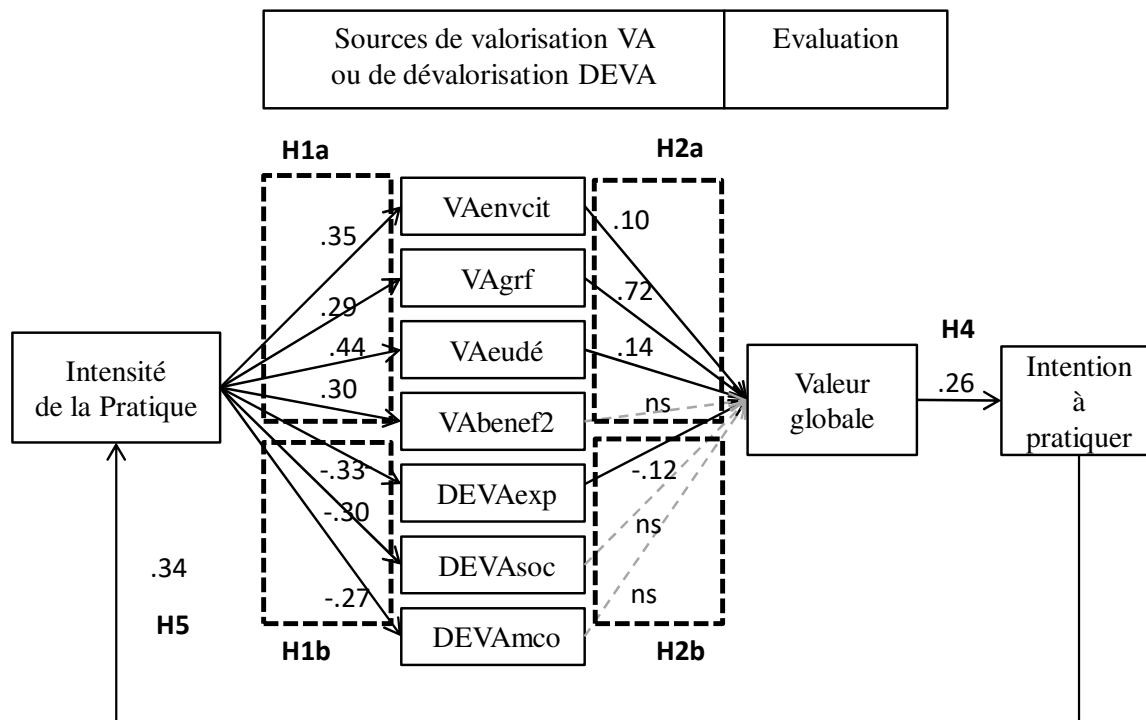 Sources de valorisation VA
ou de dévalorisation DEVA
Evaluation
H1a
H2a
VAenvcit
.35
.10
VAgrf
.29
.72
VAeudé
.44
.14
H4
Intensité
de la Pratique
.30
VAbenef2
ns
Valeur
globale
.26
Intention
à
pratiquer
-.33
DEVAexp
-.12
-.30
ns
DEVAsoc
.34
-.27
ns
H5
DEVAmco
H1b
H2b